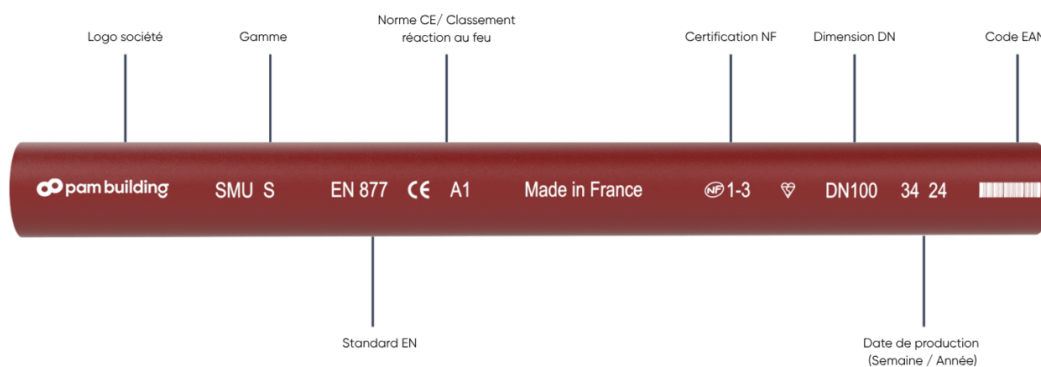 Logo société
Gamme
Norme CE/ Classement
réaction au feu
Certification NF
Dimension DN
Code EAN
pam building
SMU S
EN 877
CE
A1
Made in France
NF 1-3
DN100
34 24
Standard EN
Date de production
(Semaine / Année)